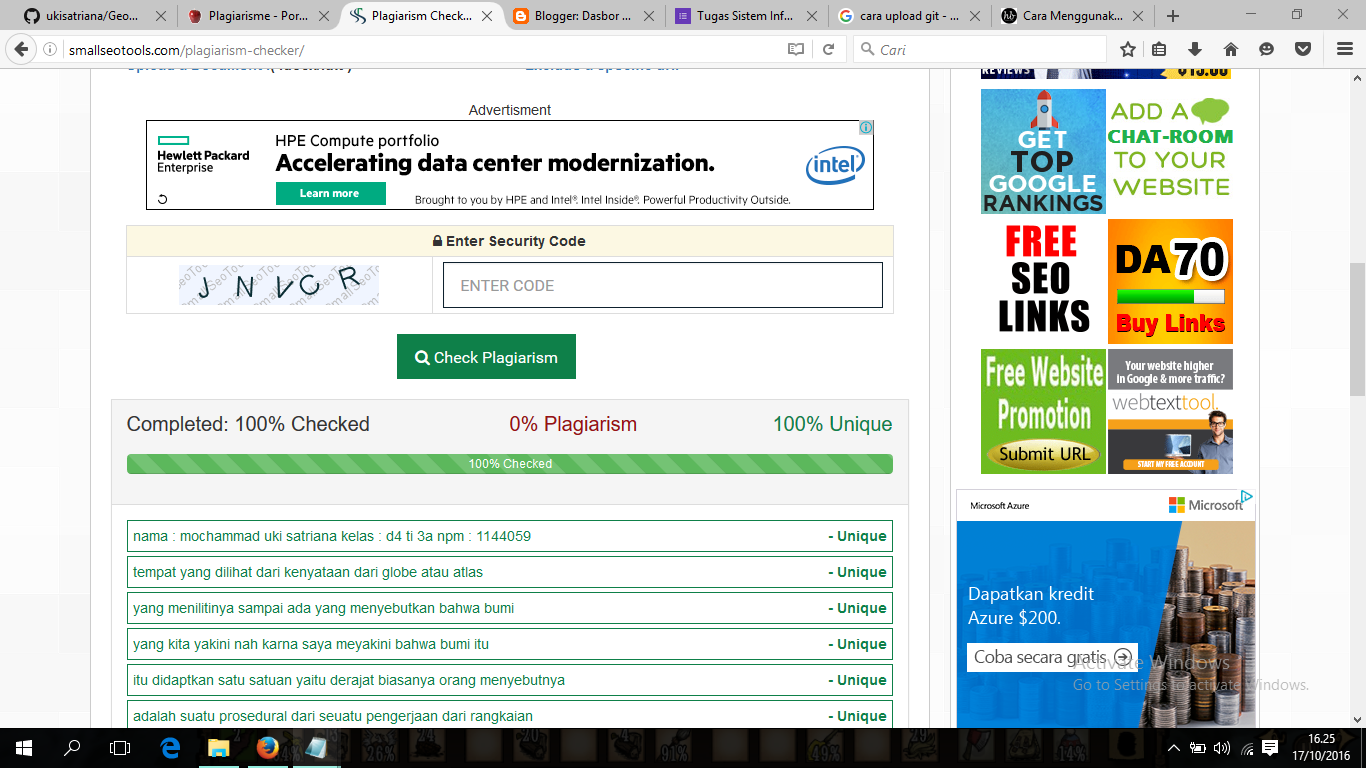 ukisatriana/Geo...
Plagiarisme - Por...
Plagiarism Check...
Blogger: Dasbor ...
Tugas Sistem Inf...
cara upload git - ...
Cara Menggunak...
smallseotools.com/plagiarism-checker/
Cari
REVIEWS
$15.00
Advertisment
Hewlett Packard
Enterprise
HPE Compute portfolio
Accelerating data center modernization.
Learn more
Brought to you by HPE and Intel®. Intel Inside®. Powerful Productivity Outside.
intel
Enter Security Code
J N V C R
ENTER CODE
Check Plagiarism
Completed: 100% Checked
0% Plagiarism
100% Unique
100% Checked
nama : mochammad uki satriana kelas : d4 ti 3a npm : 1144059 - Unique
tempat yang dilihat dari kenyataan dari globe atau atlas - Unique
yang menilitinya sampai ada yang menyebutkan bahwa bumi - Unique
yang kita yakini nah karna saya meyakini bahwa bumi itu - Unique
itu didaptkan satu satuan yaitu derajat biasanya orang menyebutnya - Unique
adalah suatu prosedural dari seuatu pengerjaan dari rangkaian - Unique
GET
TOP
GOOGLE
RANKINGS
ADD A
CHAT-ROOM
TO YOUR
WEBSITE
FREE
SEO
LINKS
DA70
Buy Links
Free Website
Promotion
Submit URL
Your website higher
in Google & more traffic?
webtexttool.
START MY FREE ACCOUNT
Microsoft Azure
Microsoft
Dapatkan kredit
Azure $200.
Coba secara gratis
Activate Windows
Go to Settings to activate Windows.
16.25
17/10/2016